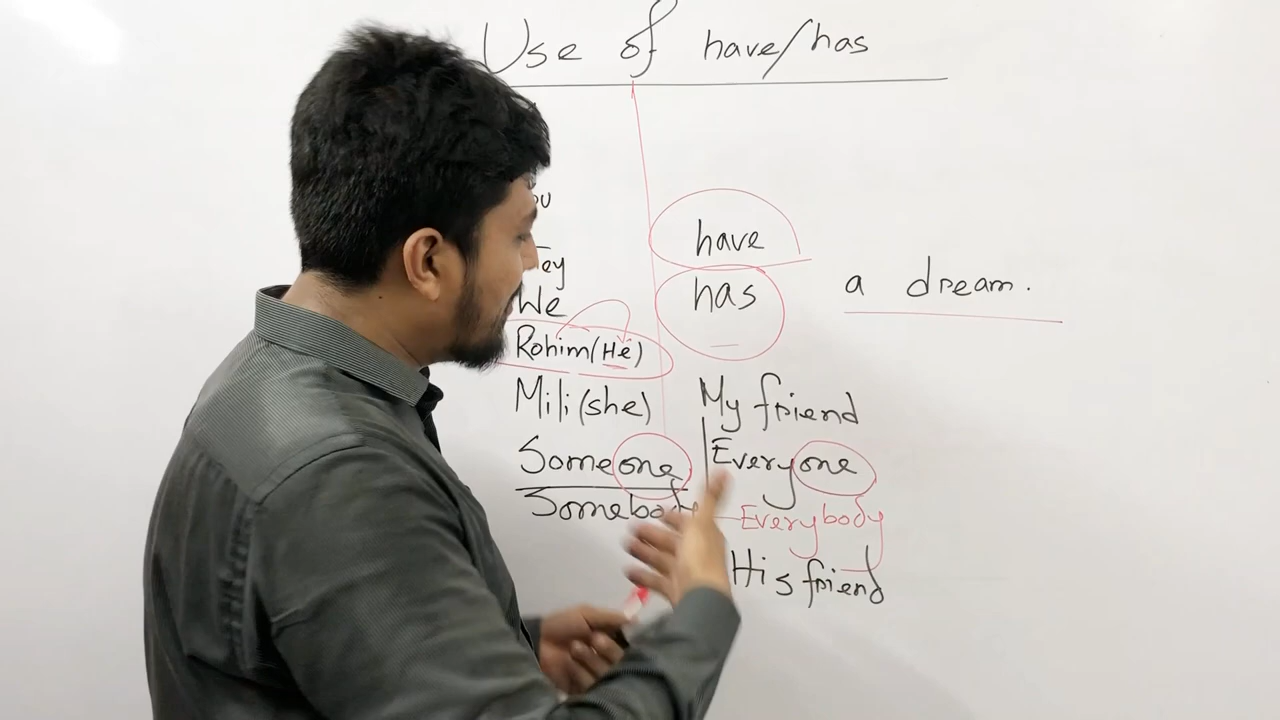 Use of have/has
have
has
a dream.
We
Rohim(He)
Mili(she)
Someone
Somebody
My friend
Everyone
Everybody
His friend